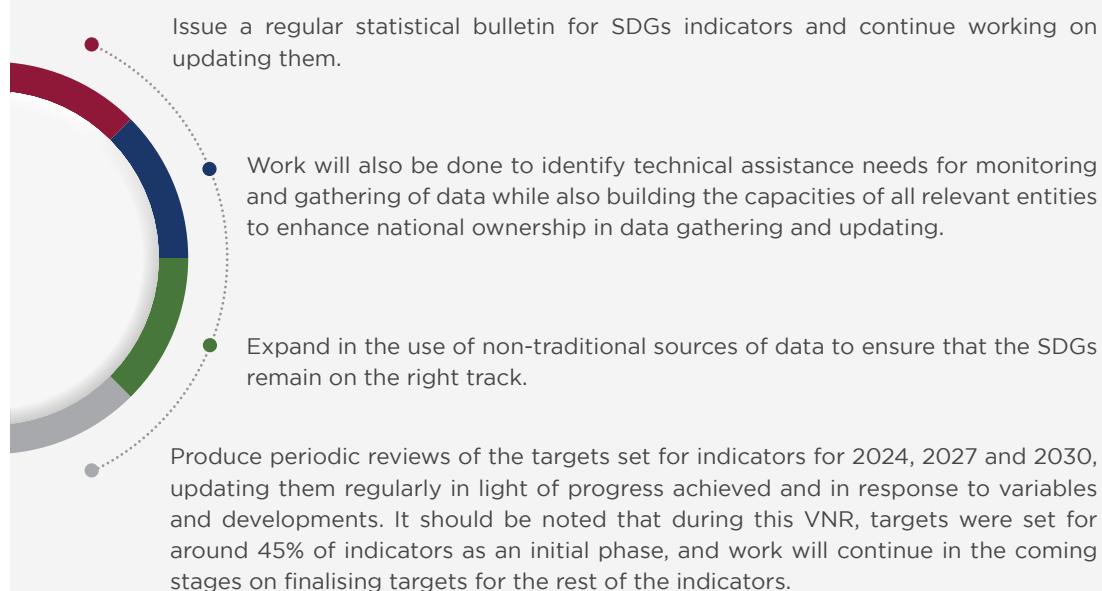 Issue a regular statistical bulletin for SDGs indicators and continue working on
updating them.
Work will also be done to identify technical assistance needs for monitoring
and gathering of data while also building the capacities of all relevant entities
to enhance national ownership in data gathering and updating.
Expand in the use of non-traditional sources of data to ensure that the SDGs
remain on the right track.
Produce periodic reviews of the targets set for indicators for 2024, 2027 and 2030,
updating them regularly in light of progress achieved and in response to variables
and developments. It should be noted that during this VNR, targets were set for
around 45% of indicators as an initial phase, and work will continue in the coming
stages on finalising targets for the rest of the indicators.